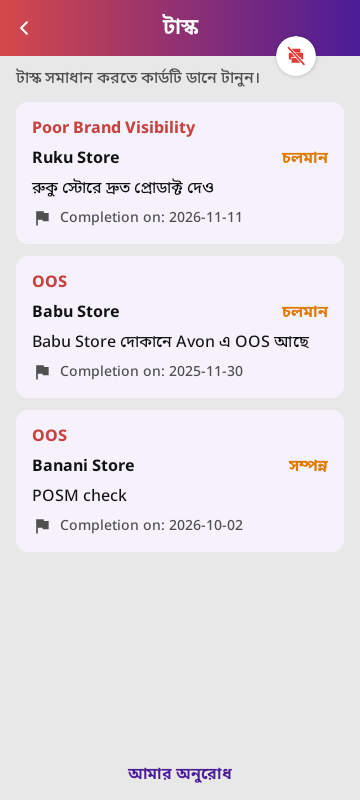 টাস্ক
টাস্ক সমাধান করতে কার্ডটি ডানে টানুন।
Poor Brand Visibility
Ruku Store
চলমান
রুকু স্টোরে দ্রুত প্রোডাক্ট দেও
Completion on: 2026-11-11
OOS
Babu Store
চলমান
Babu Store দোকানে Avon এ OOS আছে
Completion on: 2025-11-30
OOS
Banani Store
সম্পন্ন
POSM check
Completion on: 2026-10-02
আমার অনুরোধ